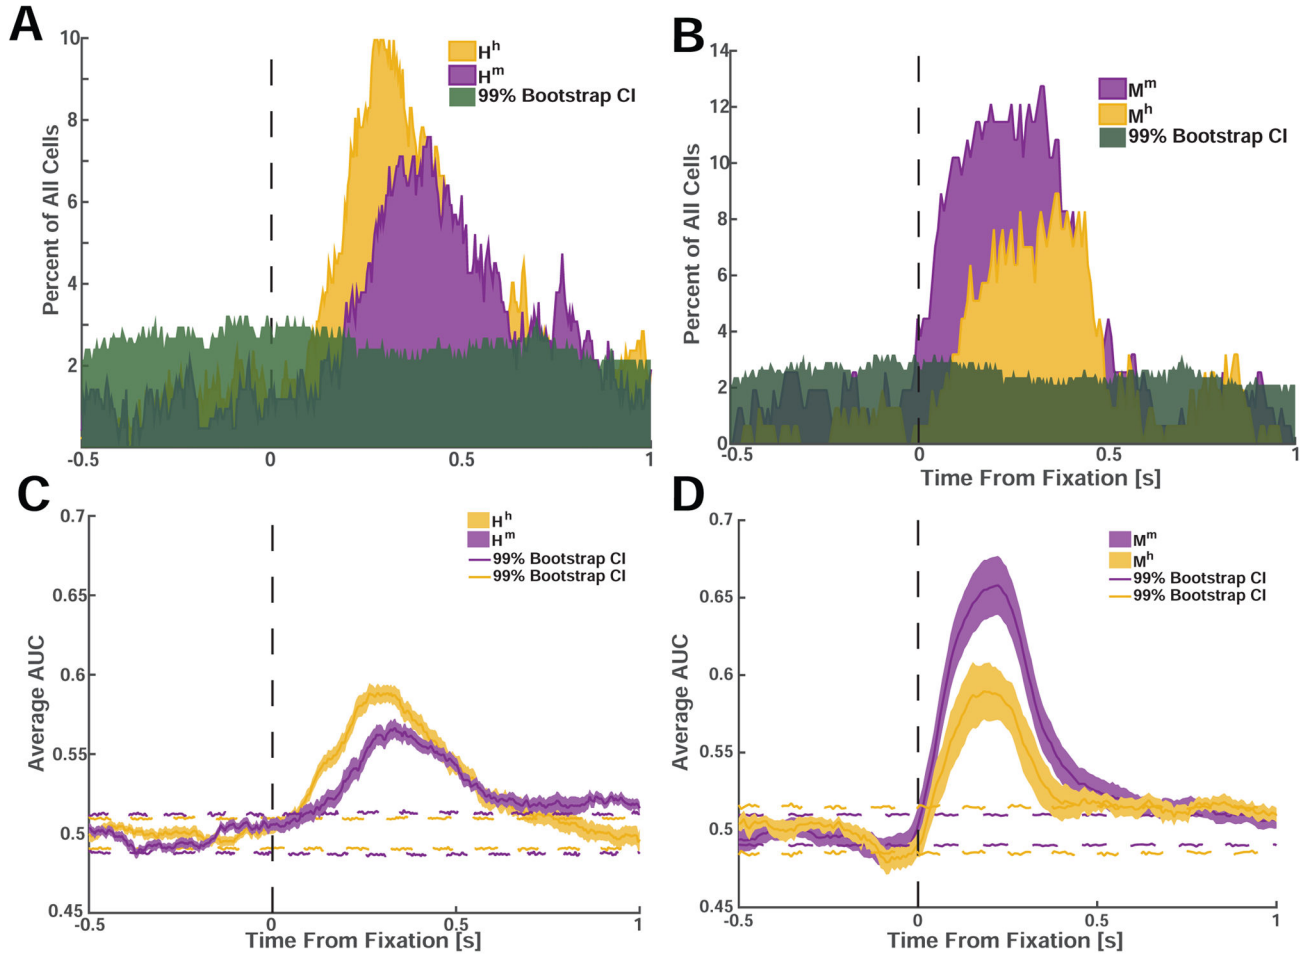 A
10
8
6
4
2
Percent of All Cells
-0.5
0
0.5
1
H^h
H^m
99% Bootstrap CI
B
14
12
10
8
6
4
2
0
Percent of All Cells
-0.5
0
0.5
1
Time From Fixation [s]
M^m
M^h
99% Bootstrap CI
C
0.7
0.65
0.6
0.55
0.5
0.45
Average AUC
-0.5
0
0.5
1
Time From Fixation [s]
H^h
H^m
99% Bootstrap CI
99% Bootstrap CI
D
0.7
0.65
0.6
0.55
0.5
0.45
Average AUC
-0.5
0
0.5
1
Time From Fixation [s]
M^m
M^h
99% Bootstrap CI
99% Bootstrap CI